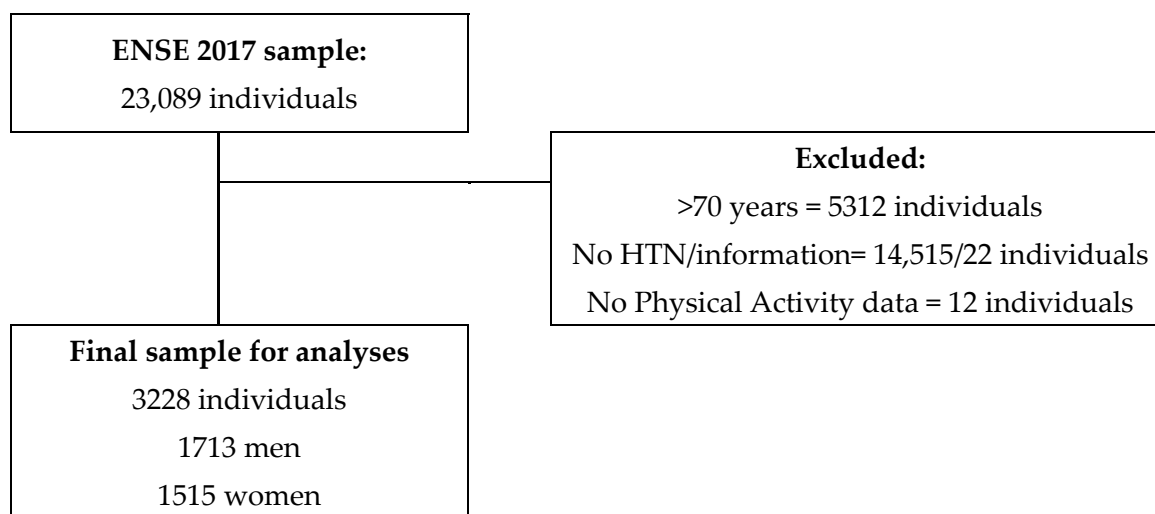 ENSE 2017 sample:
23,089 individuals
Excluded:
>70 years = 5312 individuals
No HTN/information= 14,515/22 individuals
No Physical Activity data = 12 individuals
Final sample for analyses
3228 individuals
1713 men
1515 women